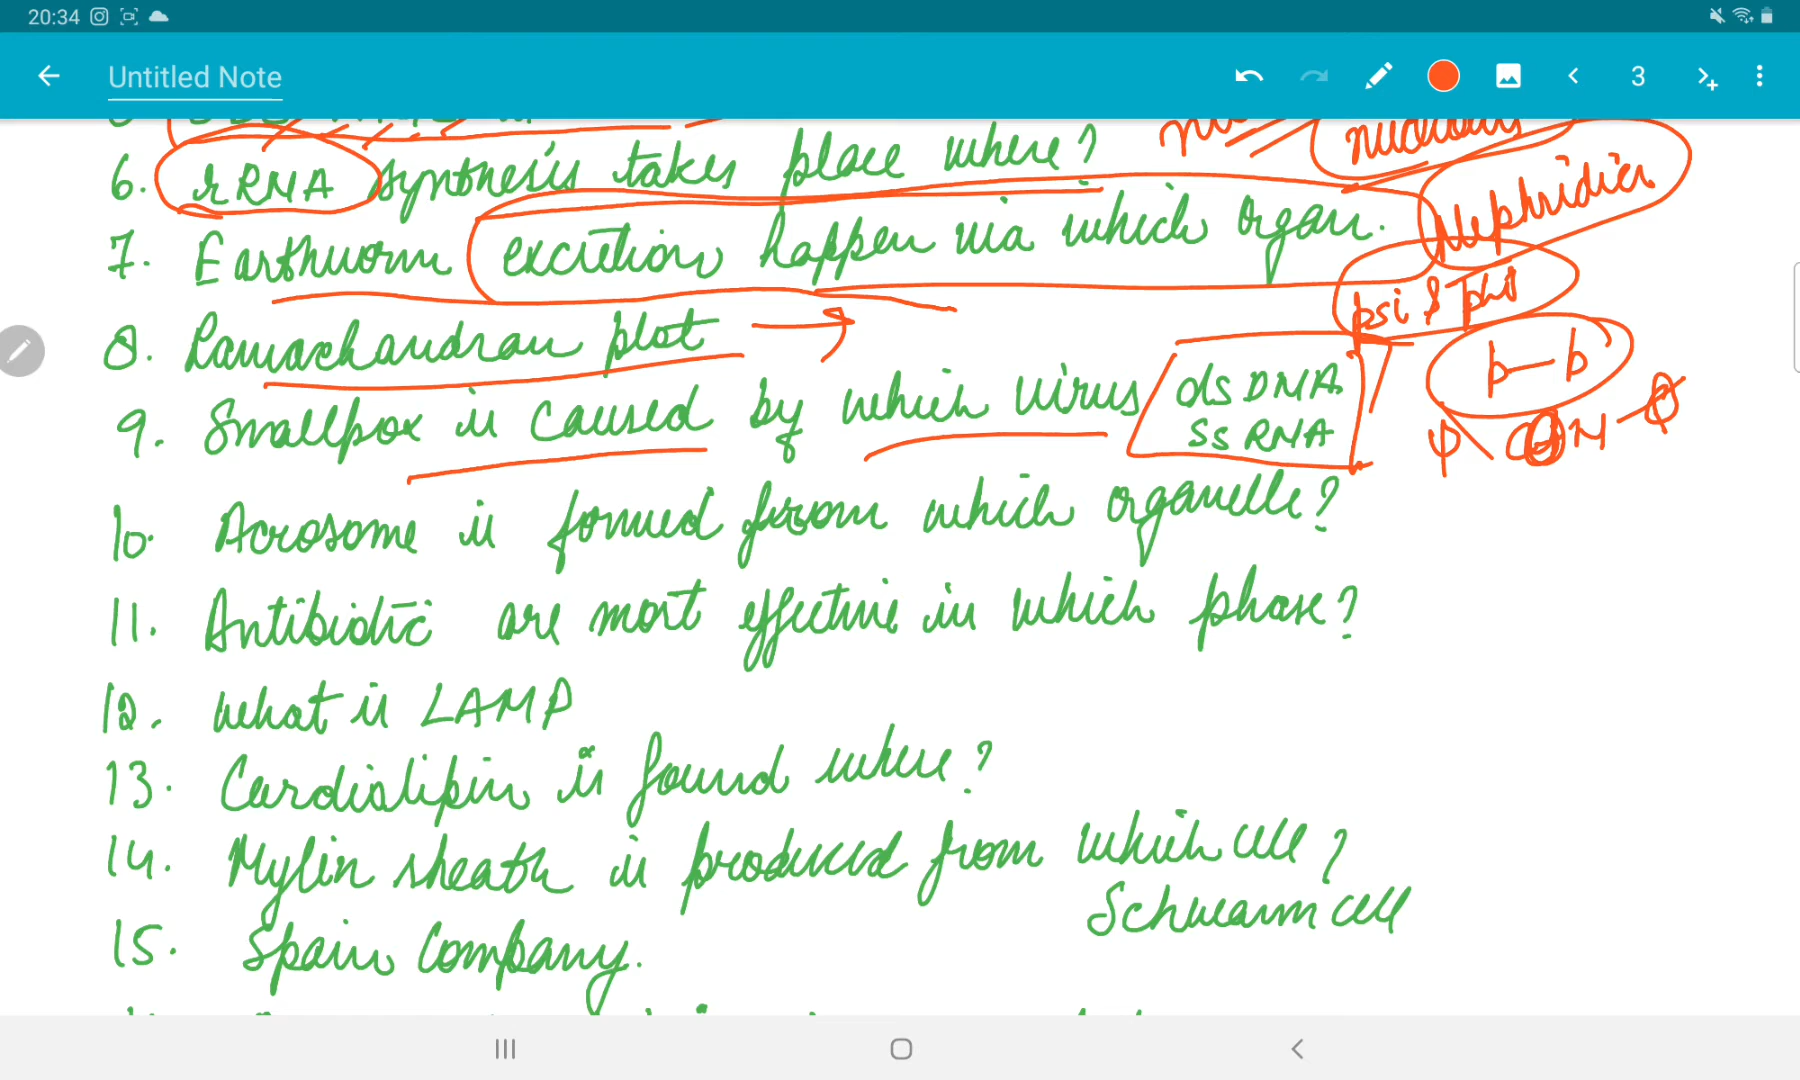 20:34
Untitled Note
3
6. rRNA synthesis takes place where?
7. Earthworm excretion happen via which organ. Nephridia
8. Ramachandran plot → psi & phi
b-b
9. Smallpox is caused by which virus dsDNA
ss RNA
10. Acrosome is formed from which organelle?
11. Antibiotic are most effective in which phase?
12. What is LAMP
13. Cardiolipin is found where?
14. Mylin sheath is produced from which cell?
Schwann cell
15. Spain Company.